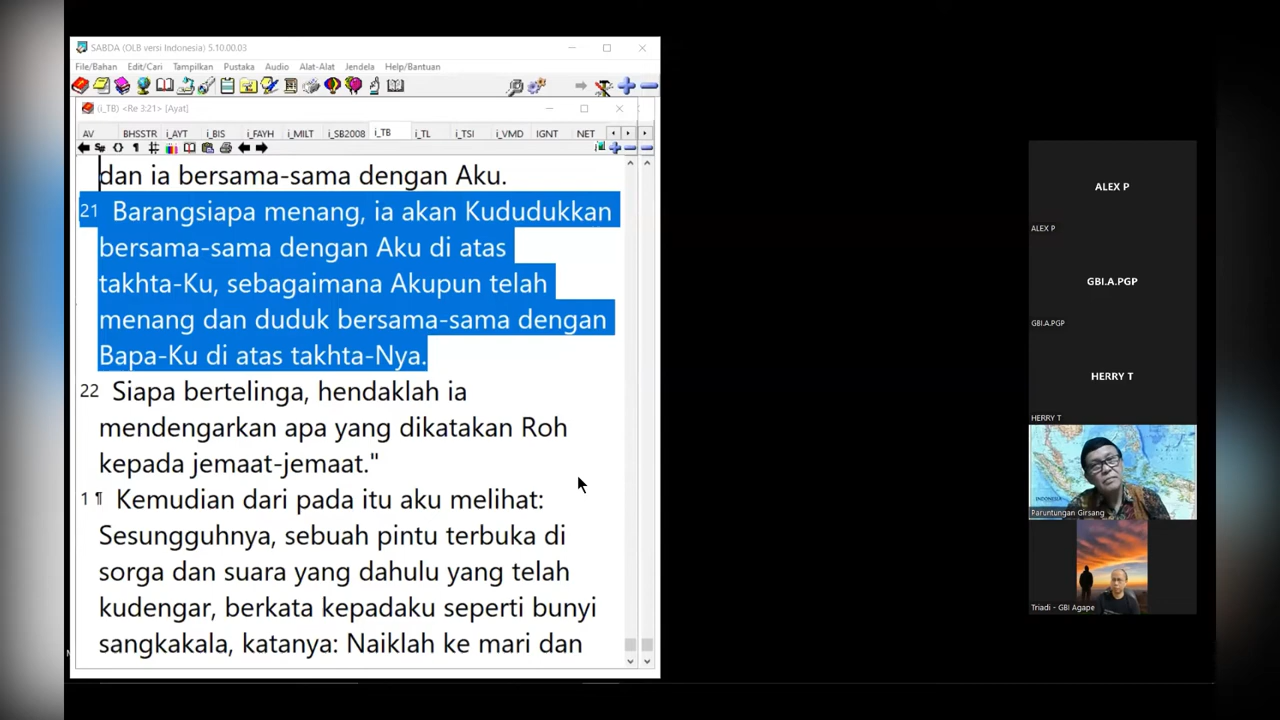 SABDA (OLB versi Indonesia) 5.10.00.03
File/Bahan Edit/Cari Tampilkan Pustaka Audio Alat-Alat Jendela Help/Bantuan
(i_TB) <Re 3:21> [Ayat]
AV BHSSTR i_AYT i_BIS i_FAYH i_MILT i_SB2008 i_TB i_TL i_TSI i_VMD IGNT NET
dan ia bersama-sama dengan Aku.
21 Barangsiapa menang, ia akan Kududukkan
bersama-sama dengan Aku di atas
takhta-Ku, sebagaimana Akupun telah
menang dan duduk bersama-sama dengan
Bapa-Ku di atas takhta-Nya.
22 Siapa bertelinga, hendaklah ia
mendengarkan apa yang dikatakan Roh
kepada jemaat-jemaat."
1 ¶ Kemudian dari pada itu aku melihat:
Sesungguhnya, sebuah pintu terbuka di
sorga dan suara yang dahulu yang telah
kudengar, berkata kepadaku seperti bunyi
sangkakala, katanya: Naiklah ke mari dan
ALEX P
ALEX P
GBI.A.PGP
GBI.A.PGP
HERRY T
HERRY T
INDONESIA
Paruntungan Girsang
Triadi - GBI Agape